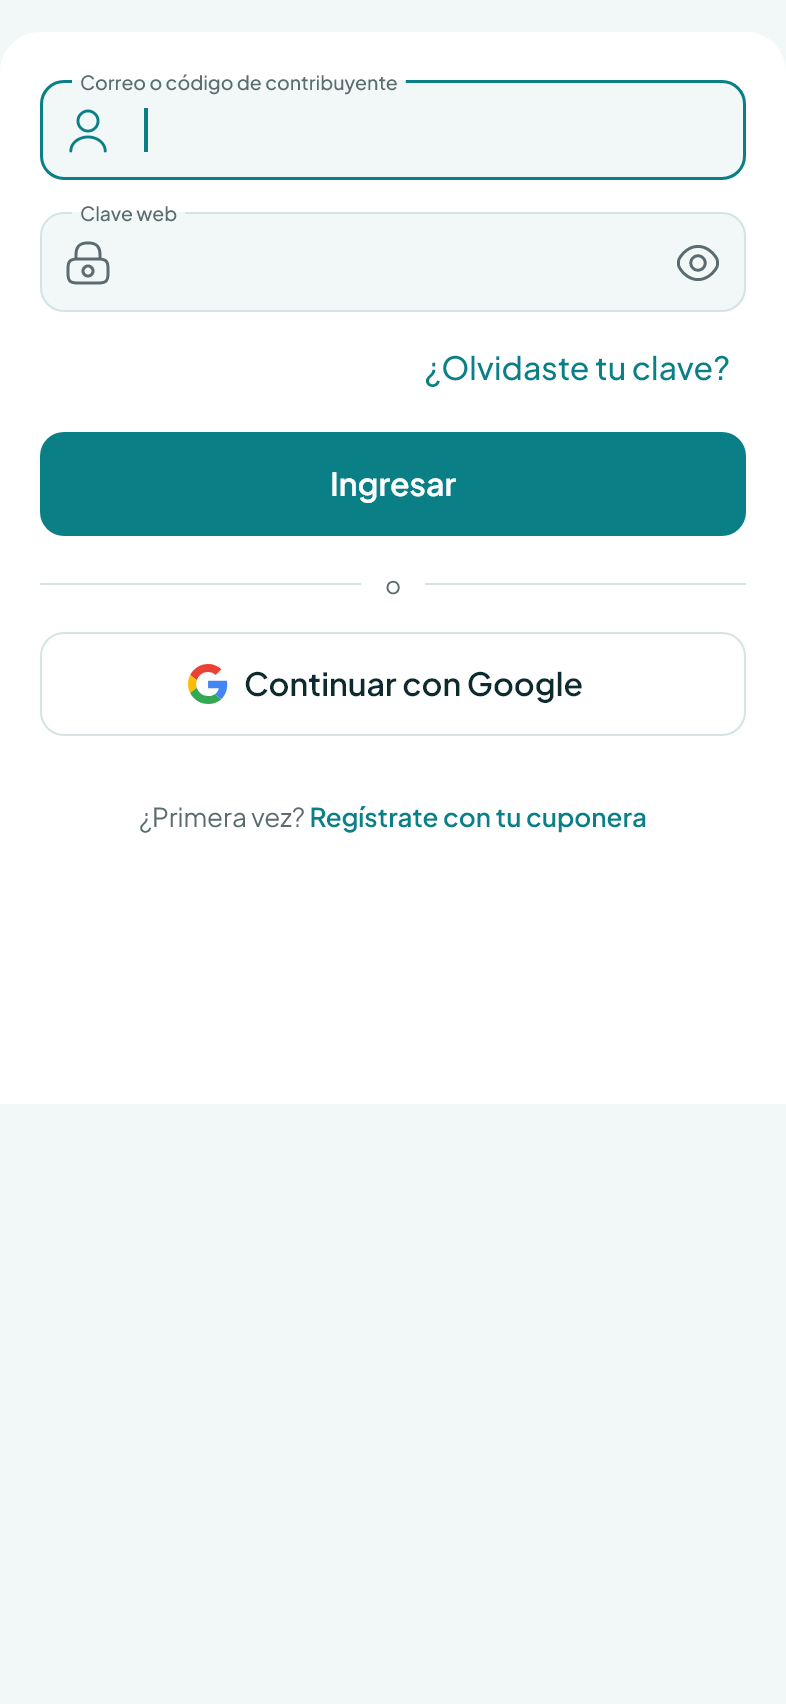 Correo o código de contribuyente
Clave web
¿Olvidaste tu clave?
Ingresar
o
Continuar con Google
¿Primera vez? Regístrate con tu cuponera